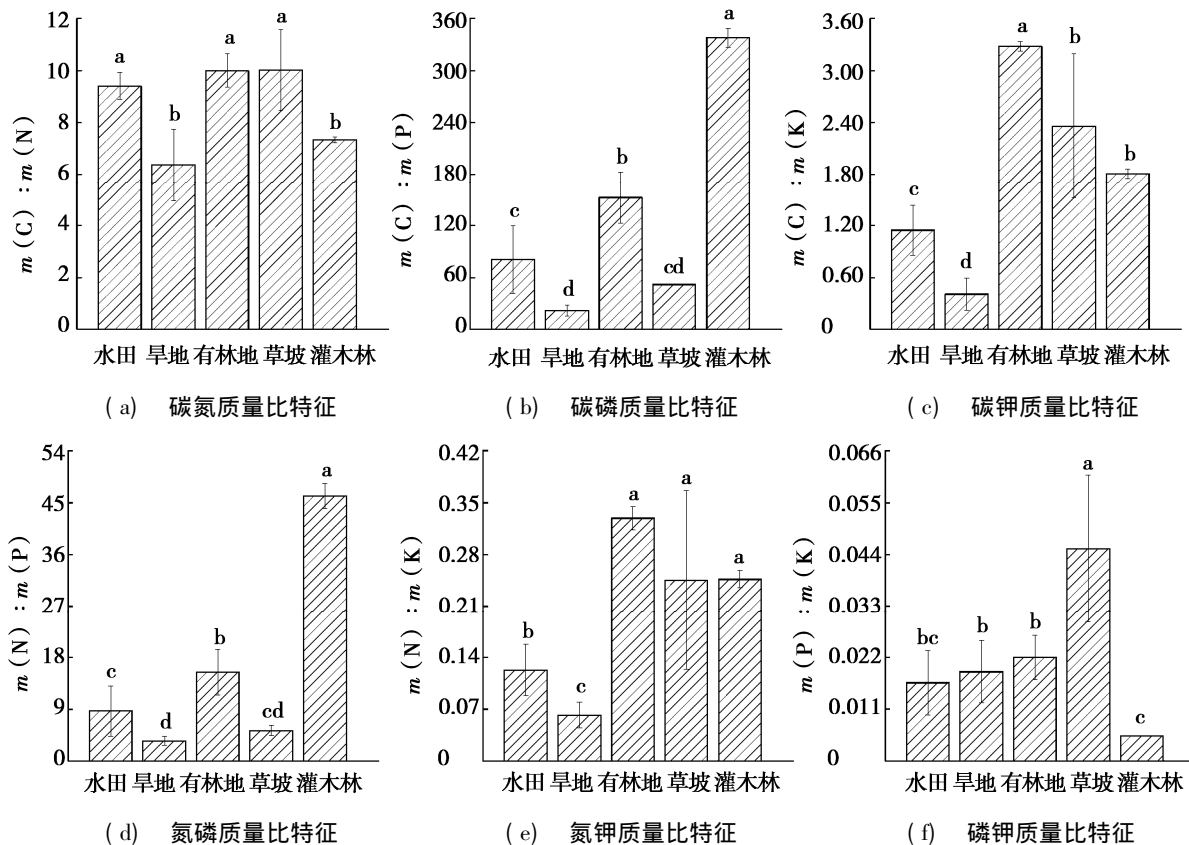 m(C):m(N)
12
10
8
6
4
2
0
a
b
a
a
b
水田 旱地 有林地 草坡 灌木林
(a) 碳氮质量比特征
m(C):m(P)
360
300
240
180
120
60
0
c
d
b
cd
a
水田 旱地 有林地 草坡 灌木林
(b) 碳磷质量比特征
m(C):m(K)
3.60
3.00
2.40
1.80
1.20
0.60
0
c
d
a
b
b
水田 旱地 有林地 草坡 灌木林
(c) 碳钾质量比特征
m(N):m(P)
54
45
36
27
18
9
0
c
d
b
cd
a
水田 旱地 有林地 草坡 灌木林
(d) 氮磷质量比特征
m(N):m(K)
0.42
0.35
0.28
0.21
0.14
0.07
0
b
c
a
a
a
水田 旱地 有林地 草坡 灌木林
(e) 氮钾质量比特征
m(P):m(K)
0.066
0.055
0.044
0.033
0.022
0.011
0
bc
b
b
a
c
水田 旱地 有林地 草坡 灌木林
(f) 磷钾质量比特征